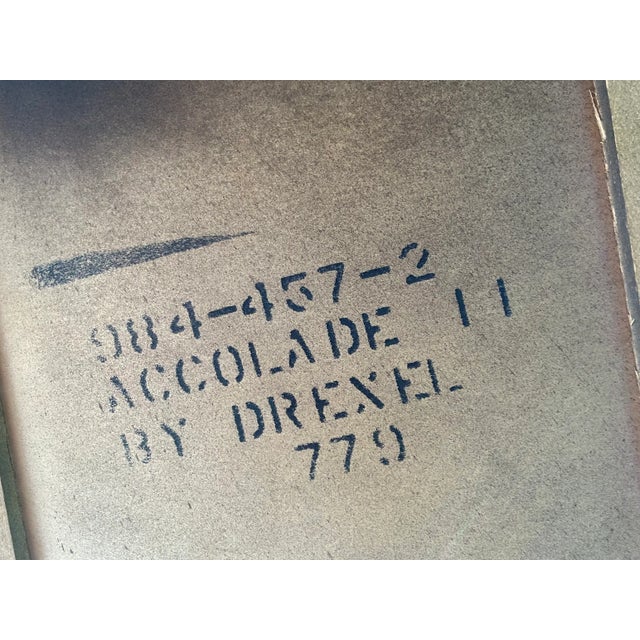 984-457-2
ACCOLADE II
BY DREXEL
779